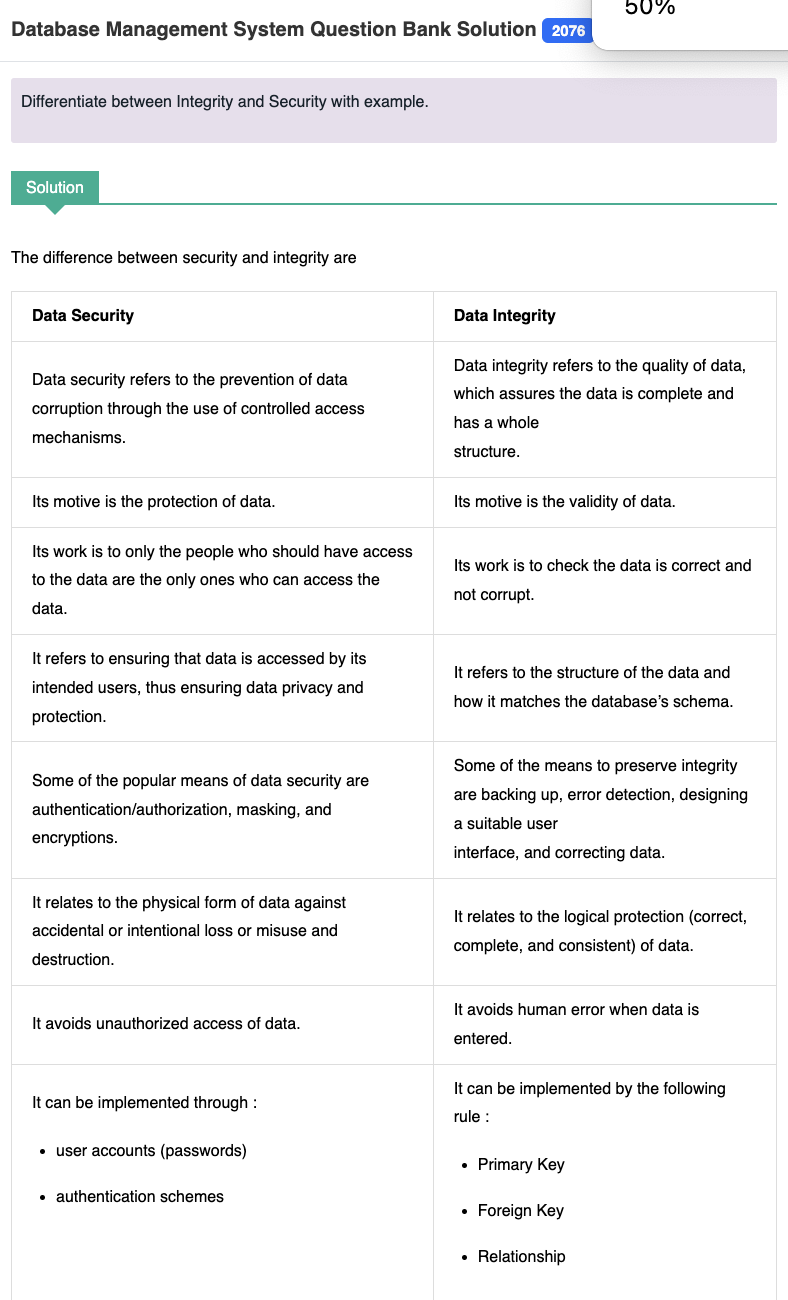 50%
Database Management System Question Bank Solution 2076
Differentiate between Integrity and Security with example.
Solution
The difference between security and integrity are
Data Security
Data Integrity
Data security refers to the prevention of data
corruption through the use of controlled access
mechanisms.
Data integrity refers to the quality of data,
which assures the data is complete and
has a whole
structure.
Its motive is the protection of data.
Its motive is the validity of data.
Its work is to only the people who should have access
to the data are the only ones who can access the
data.
Its work is to check the data is correct and
not corrupt.
It refers to ensuring that data is accessed by its
intended users, thus ensuring data privacy and
protection.
It refers to the structure of the data and
how it matches the database’s schema.
Some of the popular means of data security are
authentication/authorization, masking, and
encryptions.
Some of the means to preserve integrity
are backing up, error detection, designing
a suitable user
interface, and correcting data.
It relates to the physical form of data against
accidental or intentional loss or misuse and
destruction.
It relates to the logical protection (correct,
complete, and consistent) of data.
It avoids unauthorized access of data.
It avoids human error when data is
entered.
It can be implemented through :
• user accounts (passwords)
• authentication schemes
It can be implemented by the following
rule :
• Primary Key
• Foreign Key
• Relationship